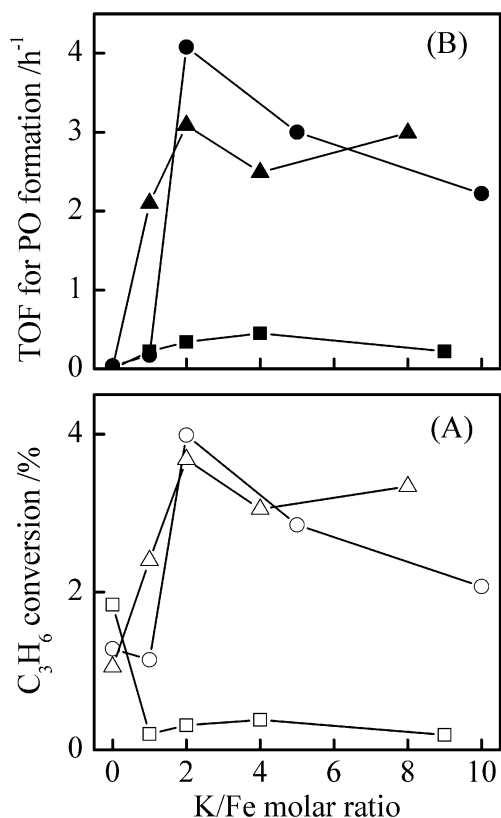 (B)
TOF for PO formation /h⁻¹
4
3
2
1
0
(A)
C₃H₆ conversion /%
4
2
0
0 2 4 6 8 10
K/Fe molar ratio